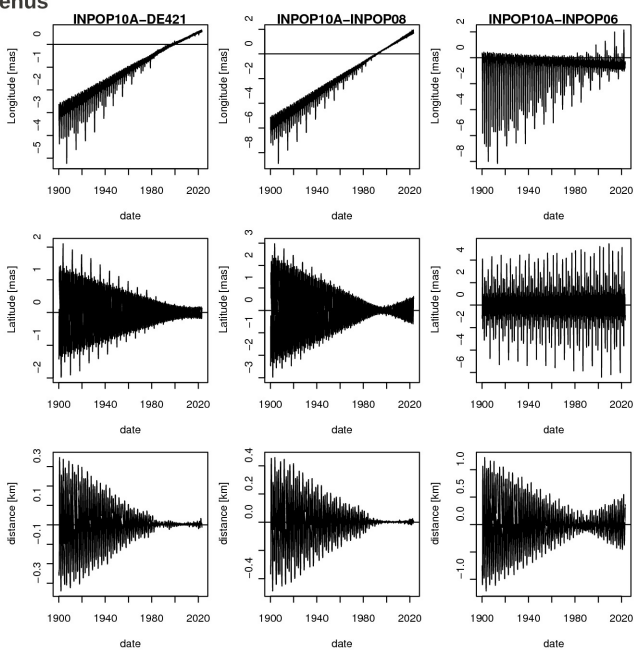 enus
INPOP10A−DE421 INPOP10A−INPOP08 INPOP10A−INPOP06
Longitude [mas] 0 −1 −2 −3 −4 −5 Longitude [mas] 2 0 −2 −4 −6 −8 Longitude [mas] 2 0 −2 −4 −6 −8
1900 1940 1980 2020 1900 1940 1980 2020 1900 1940 1980 2020
date date date
Latitude [mas] 2 1 0 −1 −2 Latitude [mas] 3 2 1 0 −1 −2 −3 Latitude [mas] 4 2 0 −2 −4 −6
1900 1940 1980 2020 1900 1940 1980 2020 1900 1940 1980 2020
date date date
distance [km] 0.3 0.1 −0.1 −0.3 distance [km] 0.4 0.2 0.0 −0.4 distance [km] 1.0 0.5 0.0 −1.0
1900 1940 1980 2020 1900 1940 1980 2020 1900 1940 1980 2020
date date date